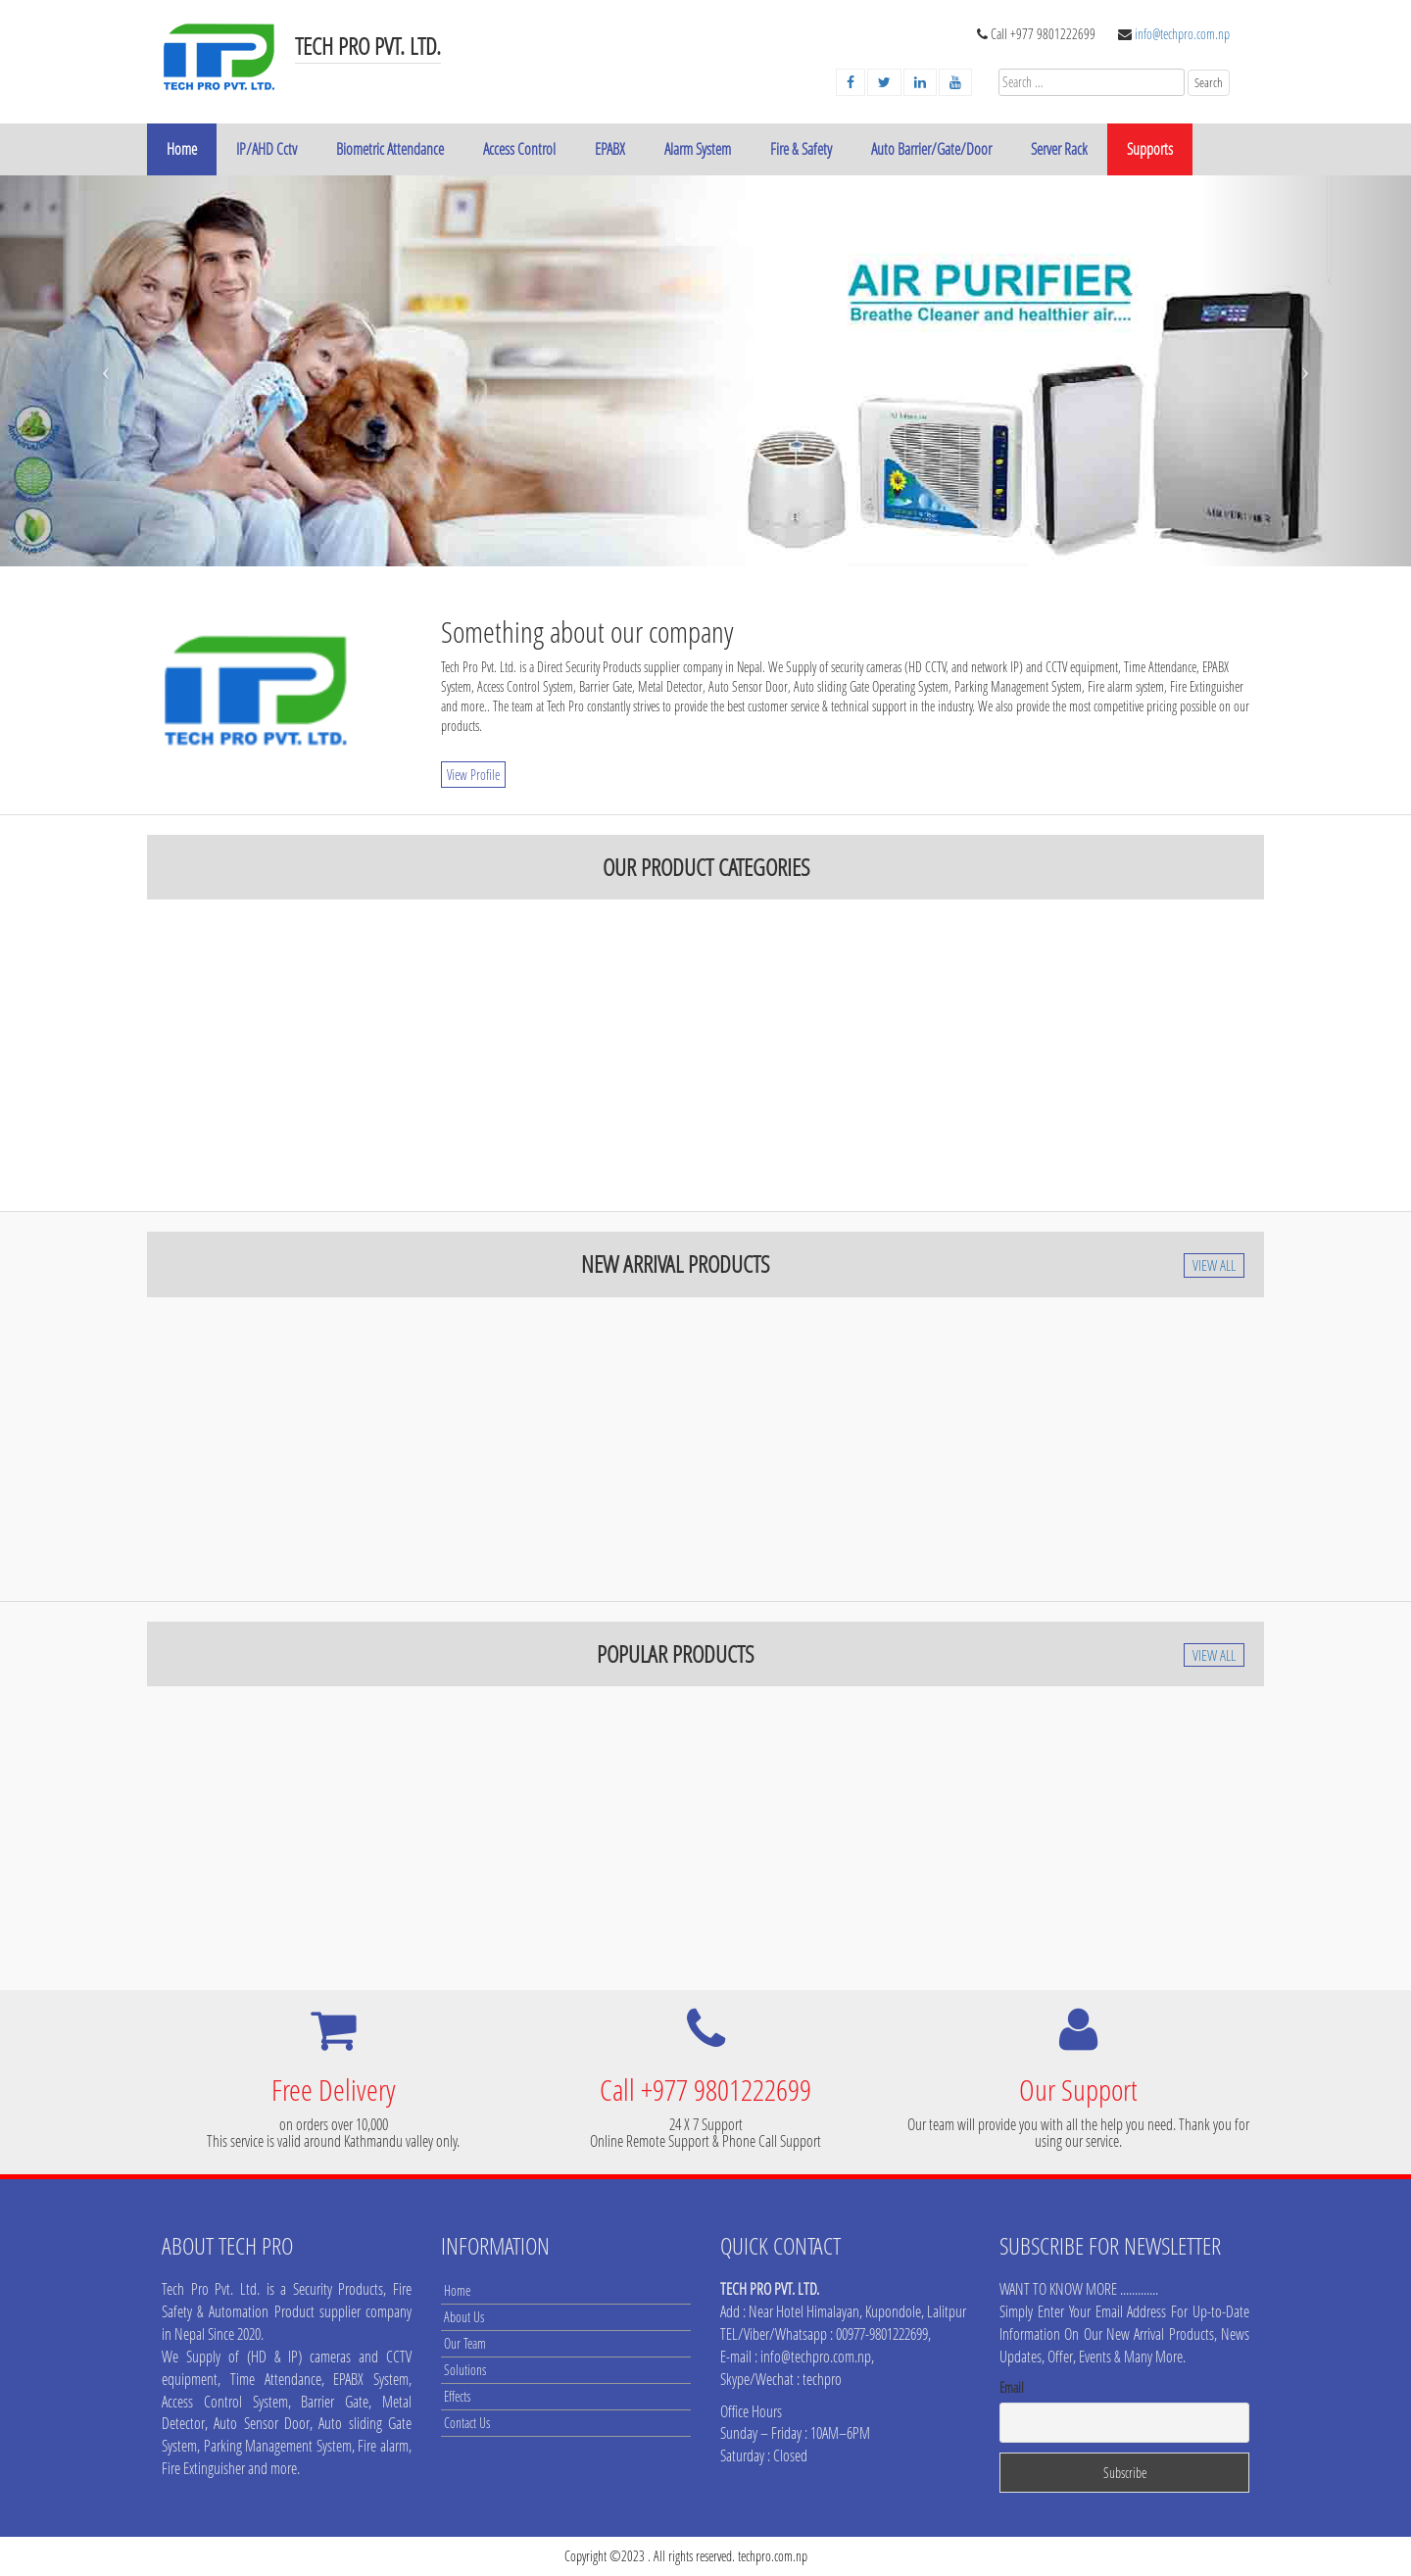 TECH PRO PVT. LTD.
TECH PRO PVT. LTD.
Call +977 9801222699
info@techpro.com.np
Search ...
Search
Home
IP/AHD Cctv
Biometric Attendance
Access Control
EPABX
Alarm System
Fire & Safety
Auto Barrier/Gate/Door
Server Rack
Supports
AIR PURIFIER
Breathe Cleaner and healthier air....
AIR PURIFIER
TECH PRO PVT. LTD.
Something about our company
Tech Pro Pvt. Ltd. is a Direct Security Products supplier company in Nepal. We Supply of security cameras (HD CCTV, and network IP) and CCTV equipment, Time Attendance, EPABX
System, Access Control System, Barrier Gate, Metal Detector, Auto Sensor Door, Auto sliding Gate Operating System, Parking Management System, Fire alarm system, Fire Extinguisher
and more.. The team at Tech Pro constantly strives to provide the best customer service & technical support in the industry. We also provide the most competitive pricing possible on our
products.
View Profile
OUR PRODUCT CATEGORIES
NEW ARRIVAL PRODUCTS
VIEW ALL
POPULAR PRODUCTS
VIEW ALL
Free Delivery
on orders over 10,000
This service is valid around Kathmandu valley only.
Call +977 9801222699
24 X 7 Support
Online Remote Support & Phone Call Support
Our Support
Our team will provide you with all the help you need. Thank you for
using our service.
ABOUT TECH PRO
Tech Pro Pvt. Ltd. is a Security Products, Fire
Safety & Automation Product supplier company
in Nepal Since 2020.
We Supply of (HD & IP) cameras and CCTV
equipment, Time Attendance, EPABX System,
Access Control System, Barrier Gate, Metal
Detector, Auto Sensor Door, Auto sliding Gate
System, Parking Management System, Fire alarm,
Fire Extinguisher and more.
INFORMATION
Home
About Us
Our Team
Solutions
Effects
Contact Us
QUICK CONTACT
TECH PRO PVT. LTD.
Add : Near Hotel Himalayan, Kupondole, Lalitpur
TEL/Viber/Whatsapp : 00977-9801222699,
E-mail : info@techpro.com.np,
Skype/Wechat : techpro
Office Hours
Sunday – Friday : 10AM–6PM
Saturday : Closed
SUBSCRIBE FOR NEWSLETTER
WANT TO KNOW MORE .............
Simply Enter Your Email Address For Up-to-Date
Information On Our New Arrival Products, News
Updates, Offer, Events & Many More.
Email
Subscribe
Copyright ©2023 . All rights reserved. techpro.com.np